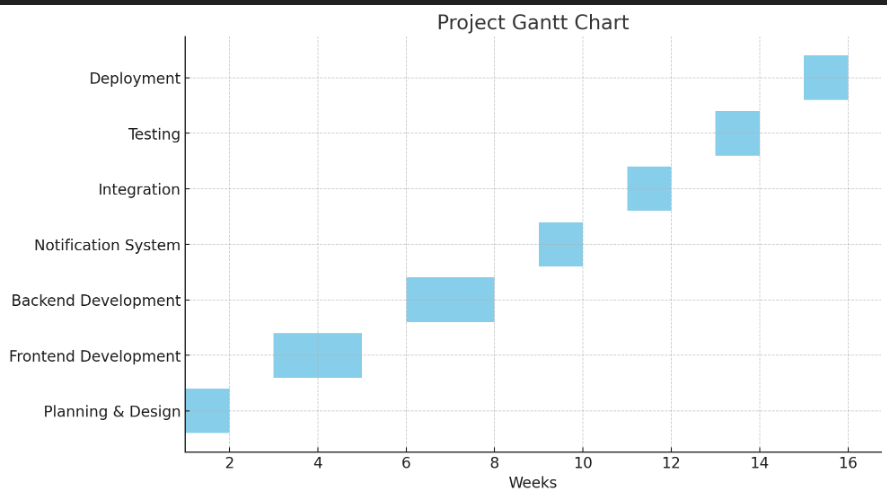 Project Gantt Chart
Deployment
Testing
Integration
Notification System
Backend Development
Frontend Development
Planning & Design
2 4 6 8 10 12 14 16
Weeks